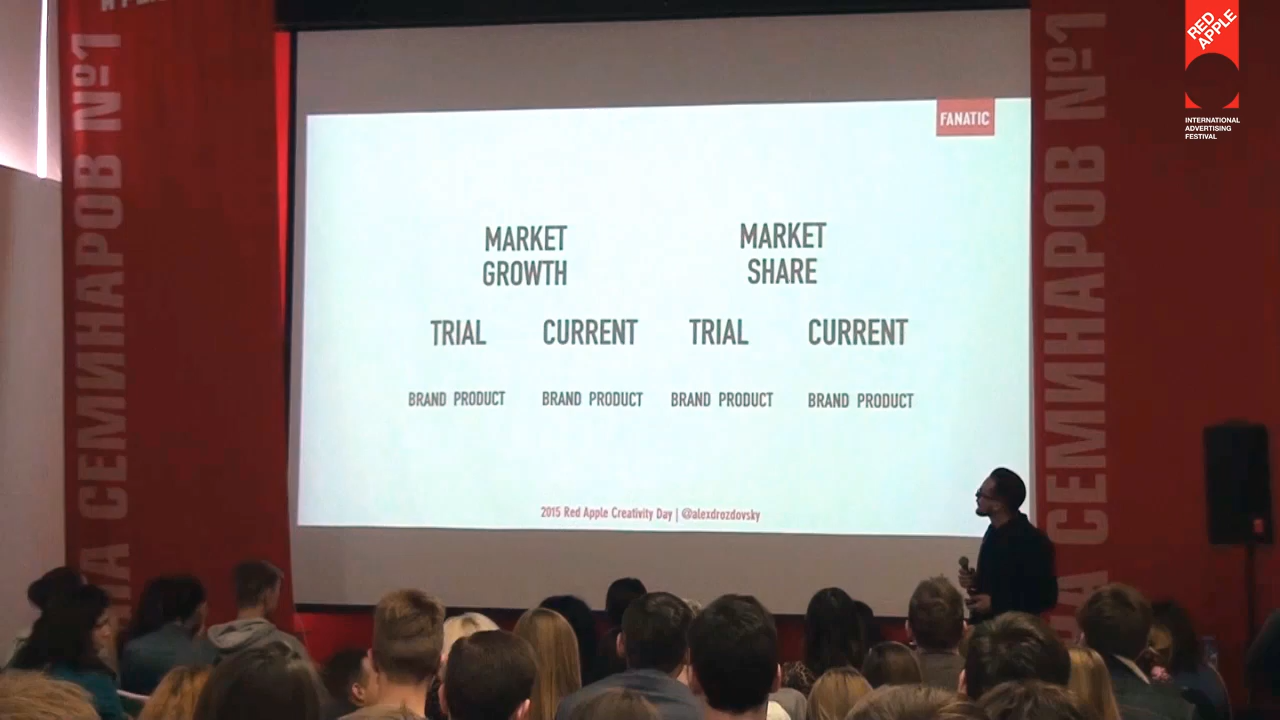 СЕМИНАРОВ №1
FANATIC
MARKET
GROWTH
MARKET
SHARE
TRIAL CURRENT TRIAL CURRENT
BRAND PRODUCT BRAND PRODUCT BRAND PRODUCT BRAND PRODUCT
2015 Red Apple Creativity Day | @alexdrozdovsky
СЕМИНАРОВ №1
RED
APPLE
INTERNATIONAL
ADVERTISING
FESTIVAL